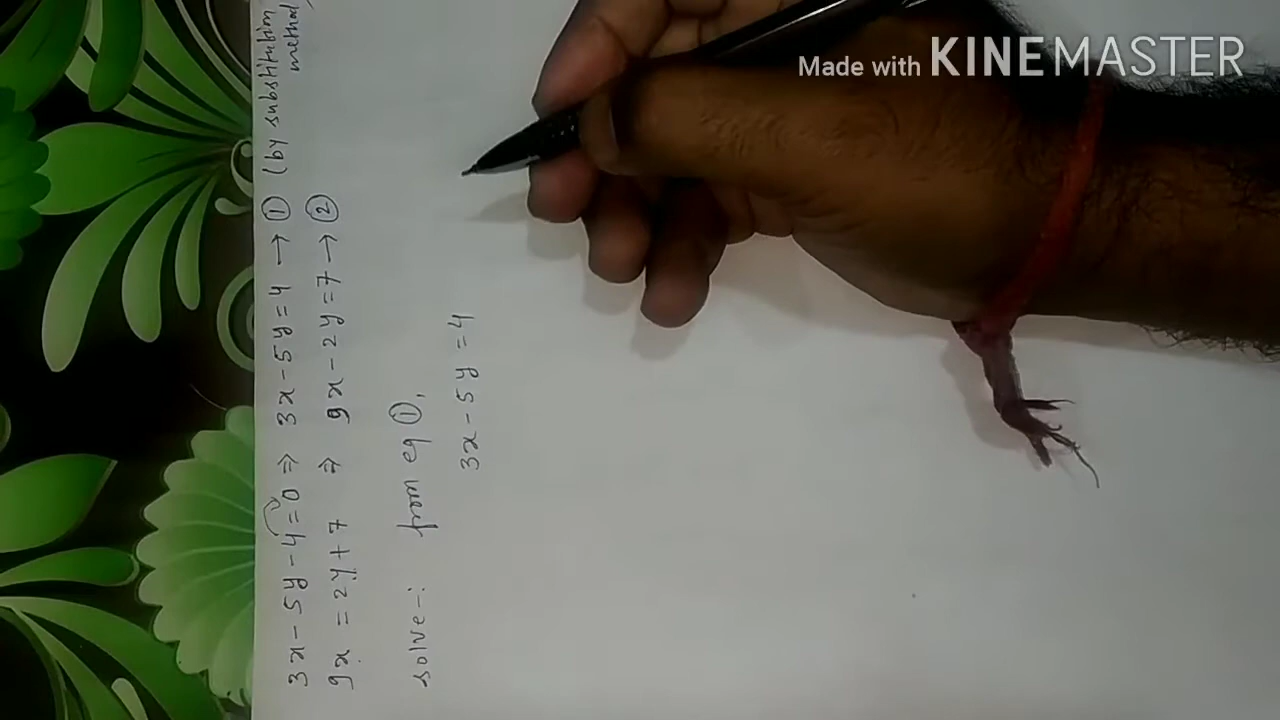 3x - 5y - 4 = 0 ⇒ 3x - 5y = 4 → ① (by substitution method)
9x = 2y + 7 ⇒ 9x - 2y = 7 → ②
solve -: from eq ①,
3x - 5y = 4
Made with KINEMASTER